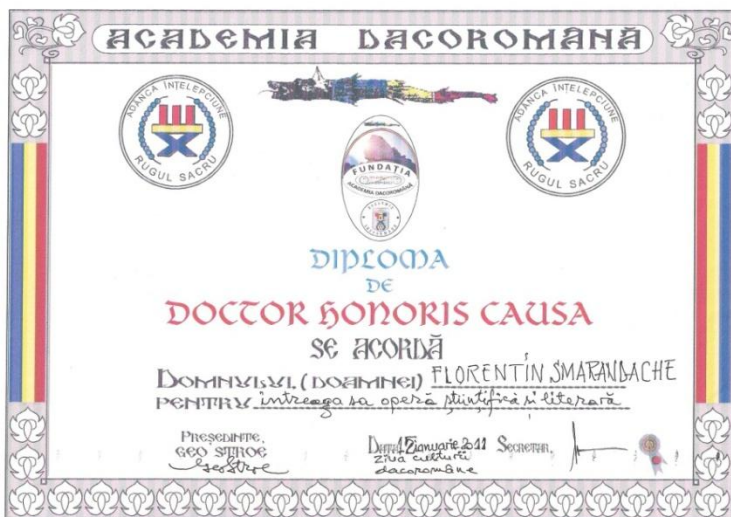 ACADEMIA DACOROMÂNĂ
ADÂNCA ÎNȚELEPCIUNE
RUGUL SACRU
ADÂNCA ÎNȚELEPCIUNE
RUGUL SACRU
FUNDAȚIA
ACADEMIA DACOROMÂNĂ
DIPLOMA
DE
DOCTOR HONORIS CAUSA
SE ACORDĂ
DOMNULUI, (DOAMNEI) FLORENTIN SMARANDACHE
PENTRU întreaga sa operă științifică și literară
PREȘEDINTE,
GEO STROE
GeoStroe
DATA 12 ianuarie 2011
ziua culturii
dacoromâne
SECRETAR,